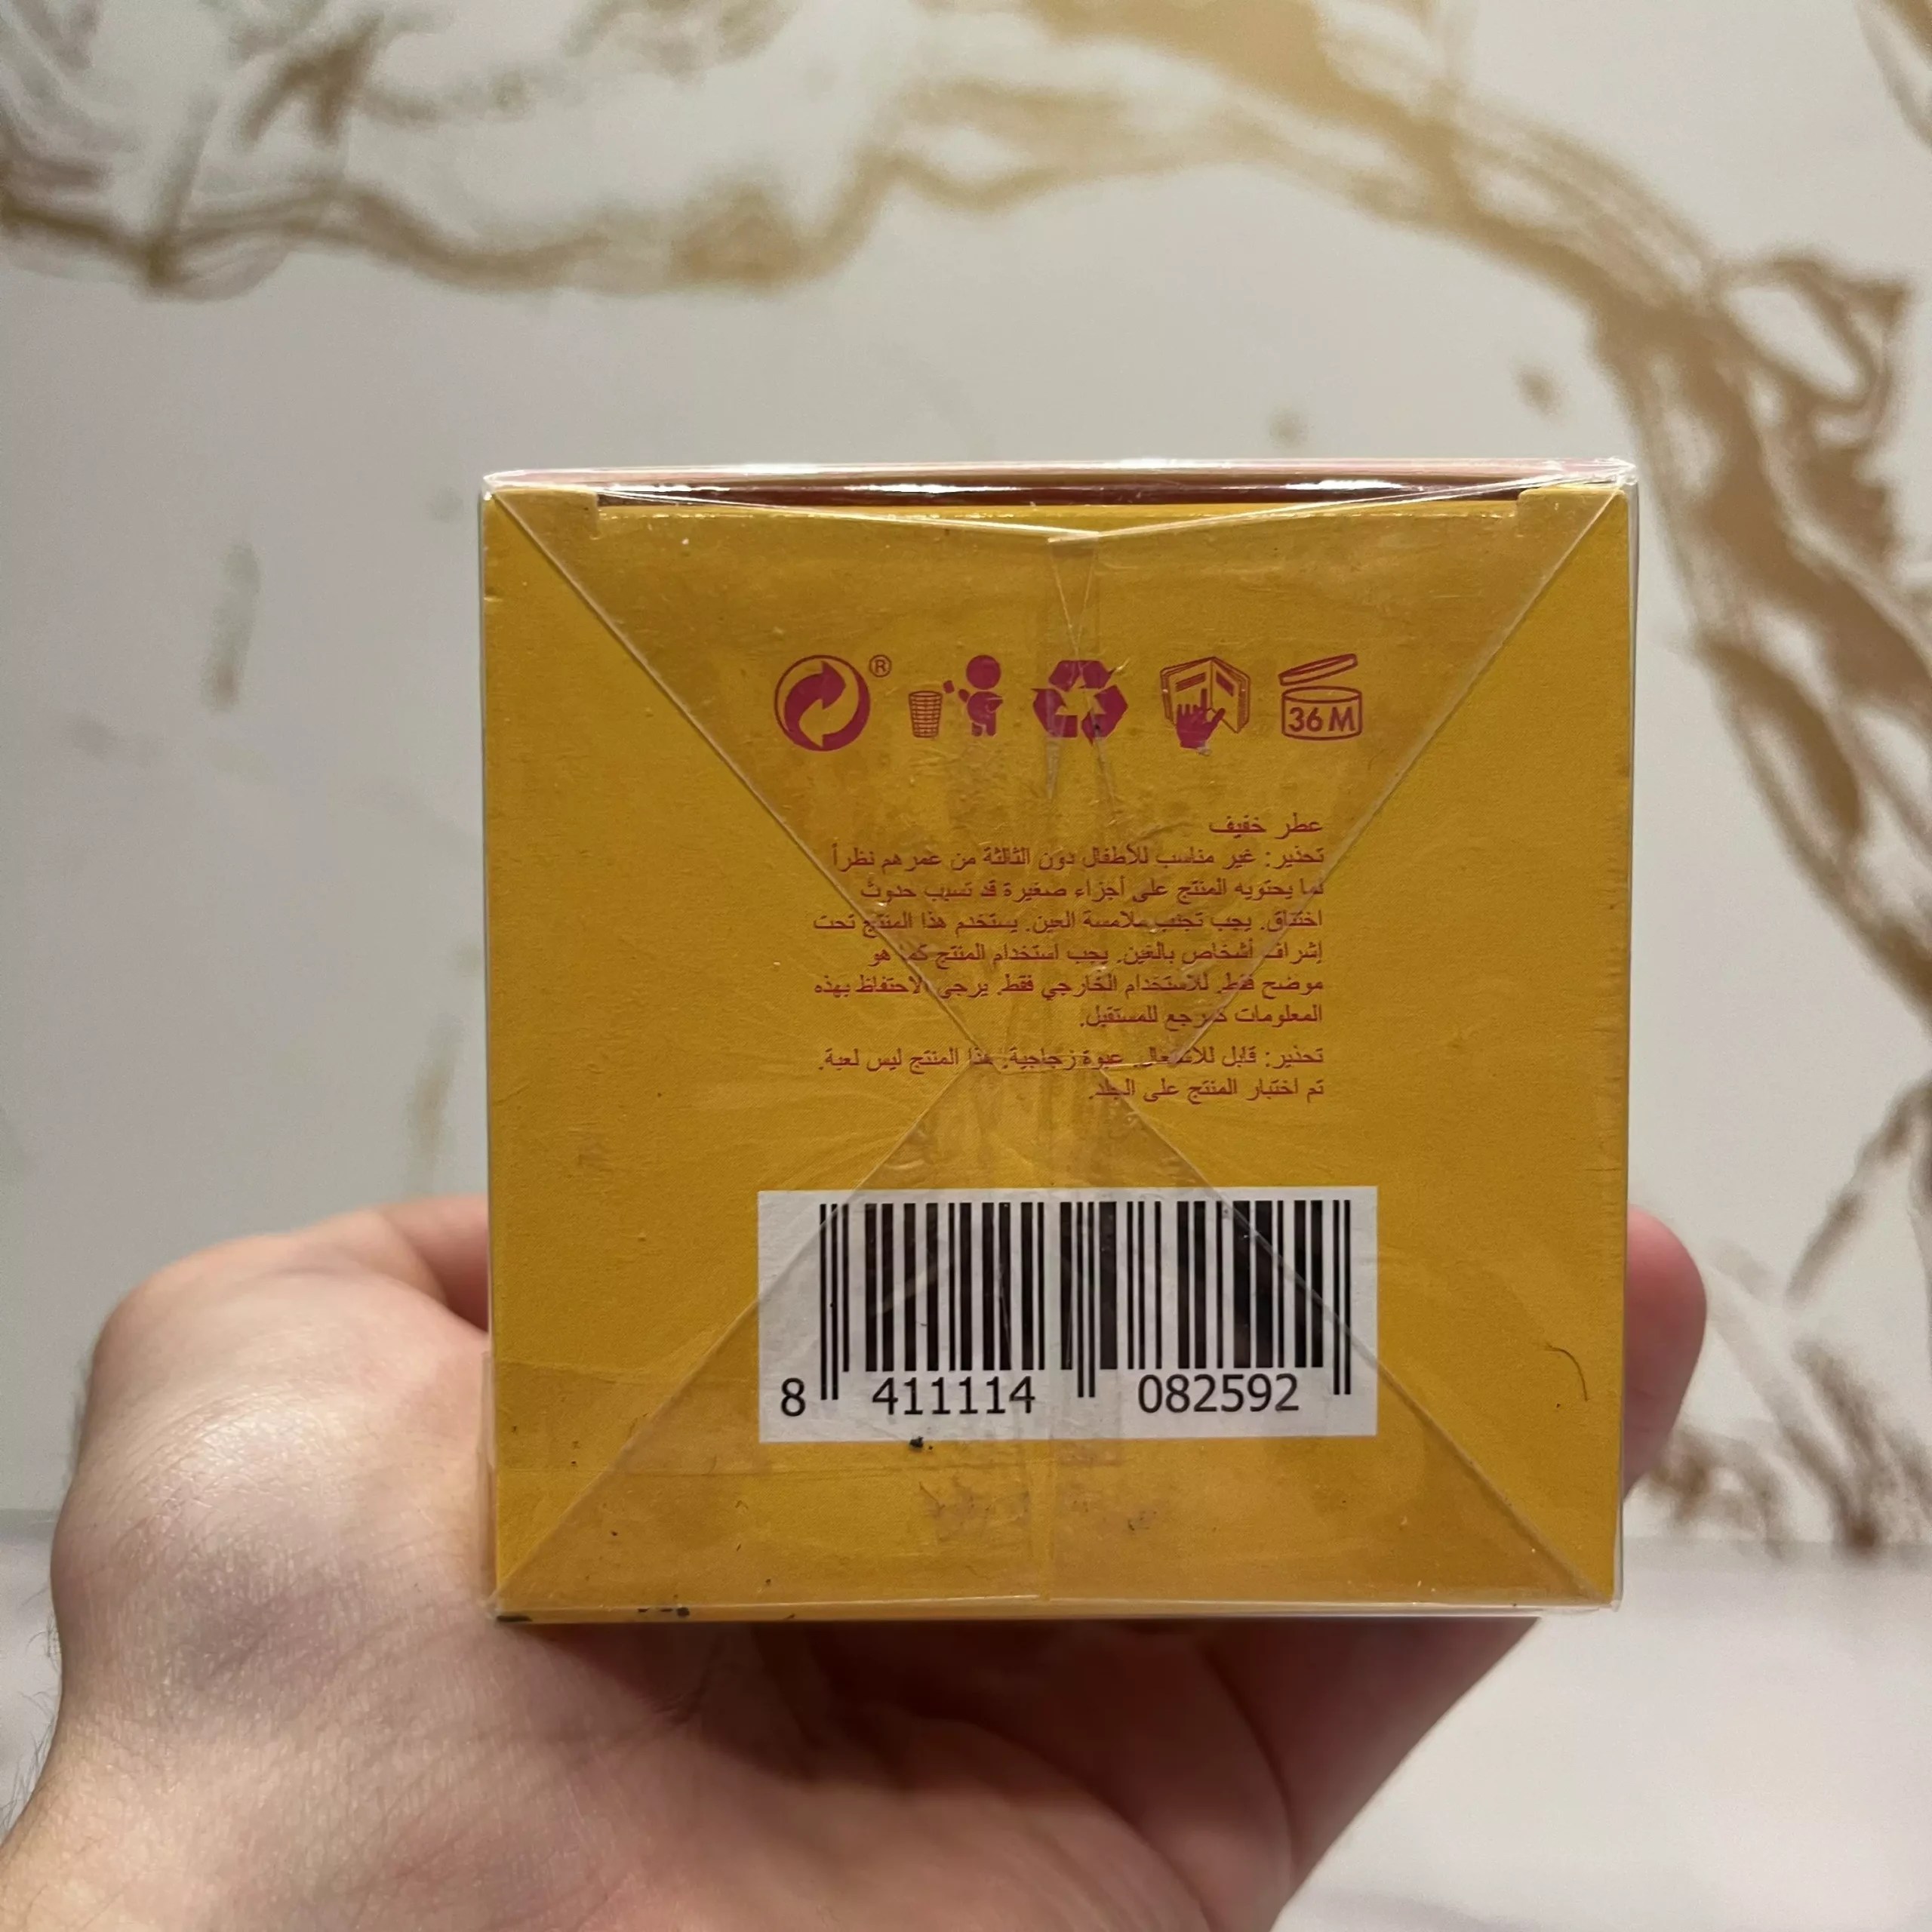 ®
36 M
عطر خفيف
تحذير: غير مناسب للأطفال دون الثالثة من عمرهم نظراً
لما يحتويه المنتج على أجزاء صغيرة قد تسبب حدوث
اختناق. يجب تجنب ملامسة العين. يستخدم هذا المنتج تحت
إشراف أشخاص بالغين. يجب استخدام المنتج كما هو
موضح فقط. للاستخدام الخارجي فقط. يرجى الاحتفاظ بهذه
المعلومات كمرجع للمستقبل.
تحذير: قابل للاشتعال. عبوة زجاجية. هذا المنتج ليس لعبة.
تم اختبار المنتج على الجلد.
8 411114 082592